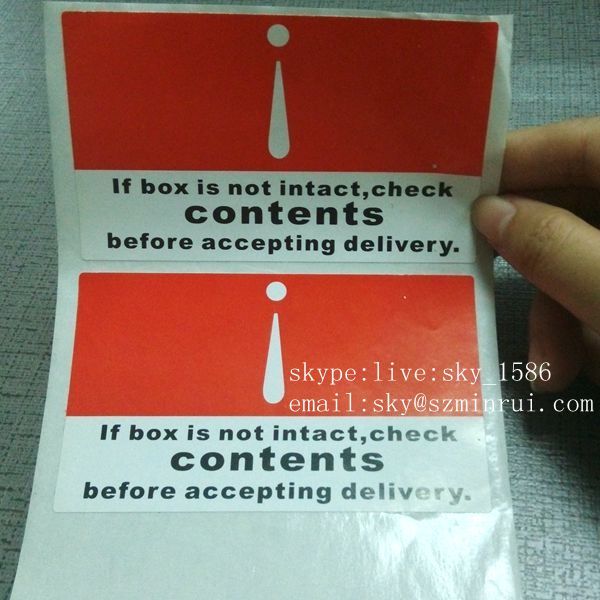 If box is not intact,check
contents
before accepting delivery.
skype:live:sky_1586
email:sky@szminrui.com
If box is not intact,check
contents
before accepting delivery.